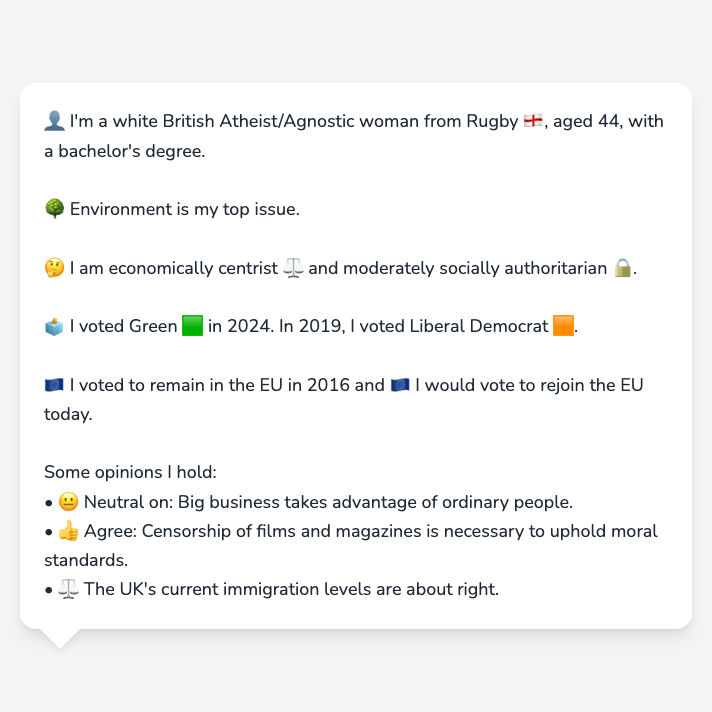 👤 I'm a white British Atheist/Agnostic woman from Rugby 🏴󠁧󠁢󠁥󠁮󠁧󠁿, aged 44, with
a bachelor's degree.
🌳 Environment is my top issue.
🤔 I am economically centrist ⚖️ and moderately socially authoritarian 🔒.
🗳️ I voted Green 🟩 in 2024. In 2019, I voted Liberal Democrat 🟧.
🇪🇺 I voted to remain in the EU in 2016 and 🇪🇺 I would vote to rejoin the EU
today.
Some opinions I hold:
• 😐 Neutral on: Big business takes advantage of ordinary people.
• 👍 Agree: Censorship of films and magazines is necessary to uphold moral
standards.
• ⚖️ The UK's current immigration levels are about right.